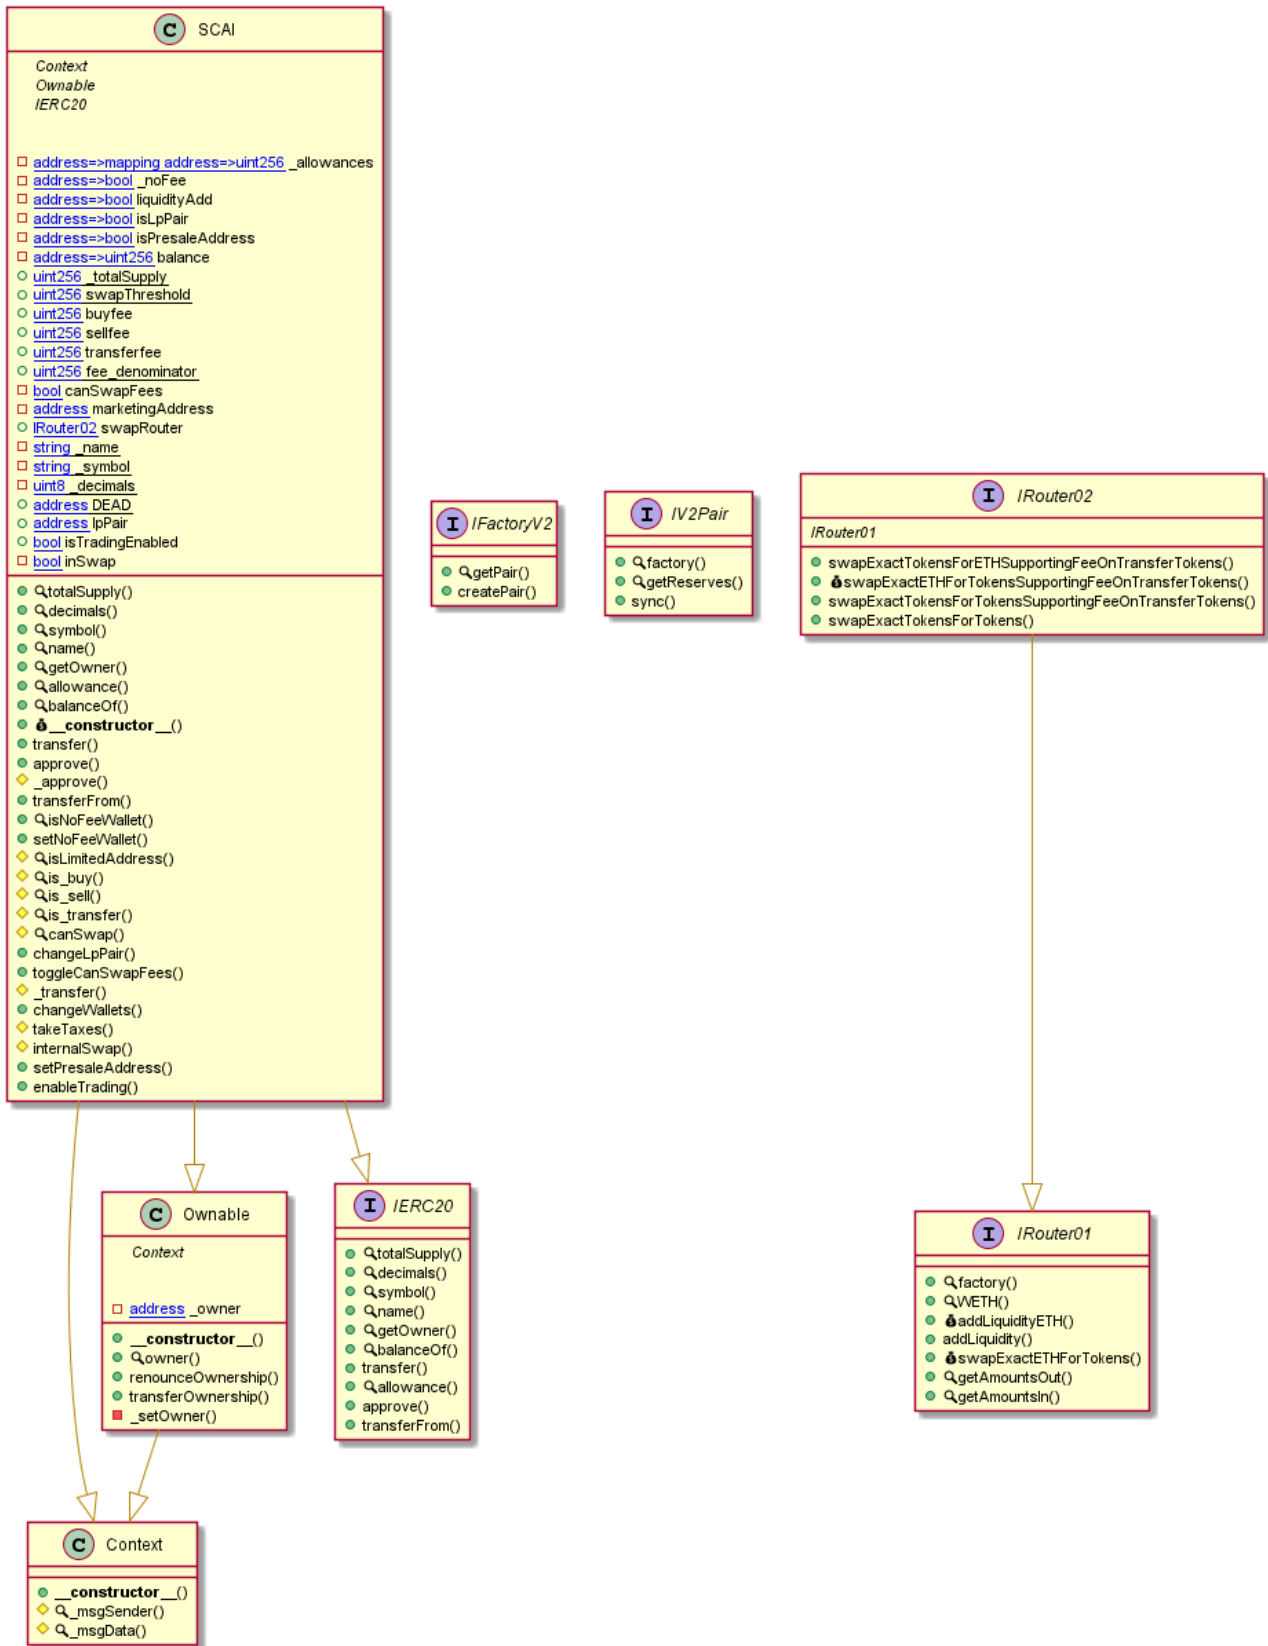 C SCAI
Context
Ownable
IERC20
address=>mapping address=>uint256 _allowances
address=>bool _noFee
address=>bool liquidityAdd
address=>bool isLpPair
address=>bool isPresaleAddress
address=>uint256 balance
uint256 _totalSupply
uint256 swapThreshold
uint256 buyfee
uint256 sellfee
uint256 transferfee
uint256 fee_denominator
bool canSwapFees
address marketingAddress
IRouter02 swapRouter
string _name
string _symbol
uint8 _decimals
address DEAD
address lpPair
bool isTradingEnabled
bool inSwap
totalSupply()
decimals()
symbol()
name()
getOwner()
allowance()
balanceOf()
__constructor__()
transfer()
approve()
_approve()
transferFrom()
isNoFeeWallet()
setNoFeeWallet()
isLimitedAddress()
is_buy()
is_sell()
is_transfer()
canSwap()
changeLpPair()
toggleCanSwapFees()
_transfer()
changeWallets()
takeTaxes()
internalSwap()
setPresaleAddress()
enableTrading()
I IFactoryV2
getPair()
createPair()
I IV2Pair
factory()
getReserves()
sync()
I IRouter02
IRouter01
swapExactTokensForETHSupportingFeeOnTransferTokens()
swapExactETHForTokensSupportingFeeOnTransferTokens()
swapExactTokensForTokensSupportingFeeOnTransferTokens()
swapExactTokensForTokens()
C Ownable
Context
address _owner
__constructor__()
owner()
renounceOwnership()
transferOwnership()
_setOwner()
I IERC20
totalSupply()
decimals()
symbol()
name()
getOwner()
balanceOf()
transfer()
allowance()
approve()
transferFrom()
I IRouter01
factory()
WETH()
addLiquidityETH()
addLiquidity()
swapExactETHForTokens()
getAmountsOut()
getAmountsIn()
C Context
__constructor__()
_msgSender()
_msgData()